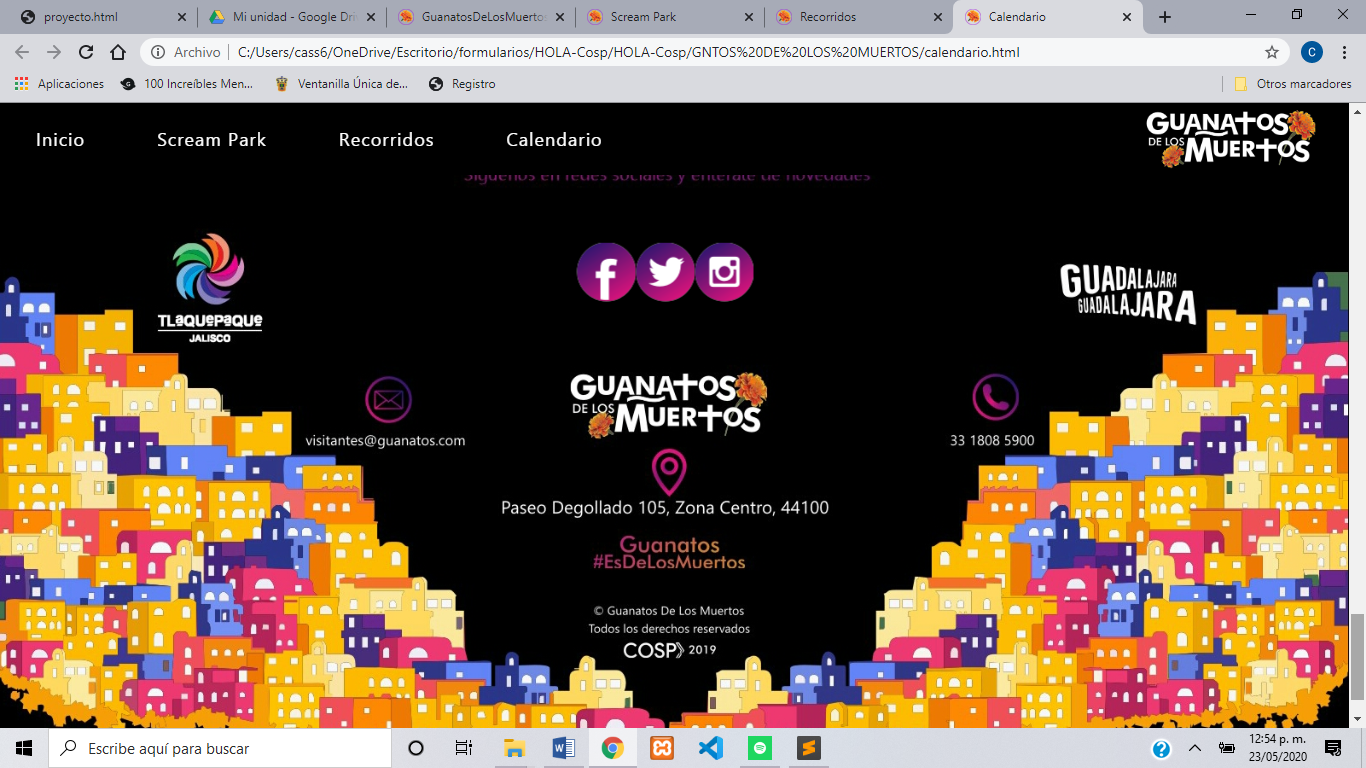 proyecto.html
Mi unidad - Google Dri
GuanatosDeLosMuertos
Scream Park
Recorridos
Calendario
Archivo
C:/Users/cass6/OneDrive/Escritorio/formularios/HOLA-Cosp/HOLA-Cosp/GNTOS%20DE%20LOS%20MUERTOS/calendario.html
C
Aplicaciones
100 Increíbles Men...
Ventanilla Única de...
Registro
Otros marcadores
Inicio
Scream Park
Recorridos
Calendario
GUANATOS
DE LOS MUERTOS
Síguenos en redes sociales y entérate de novedades
TLAQUEPAQUE
JALISCO
GUADALAJARA
GUADALAJARA
visitantes@guanatos.com
GUANATOS
DE LOS MUERTOS
33 1808 5900
Paseo Degollado 105, Zona Centro, 44100
Guanatos
#EsDeLosMuertos
© Guanatos De Los Muertos
Todos los derechos reservados
COSP 2019
Escribe aquí para buscar
12:54 p. m.
23/05/2020